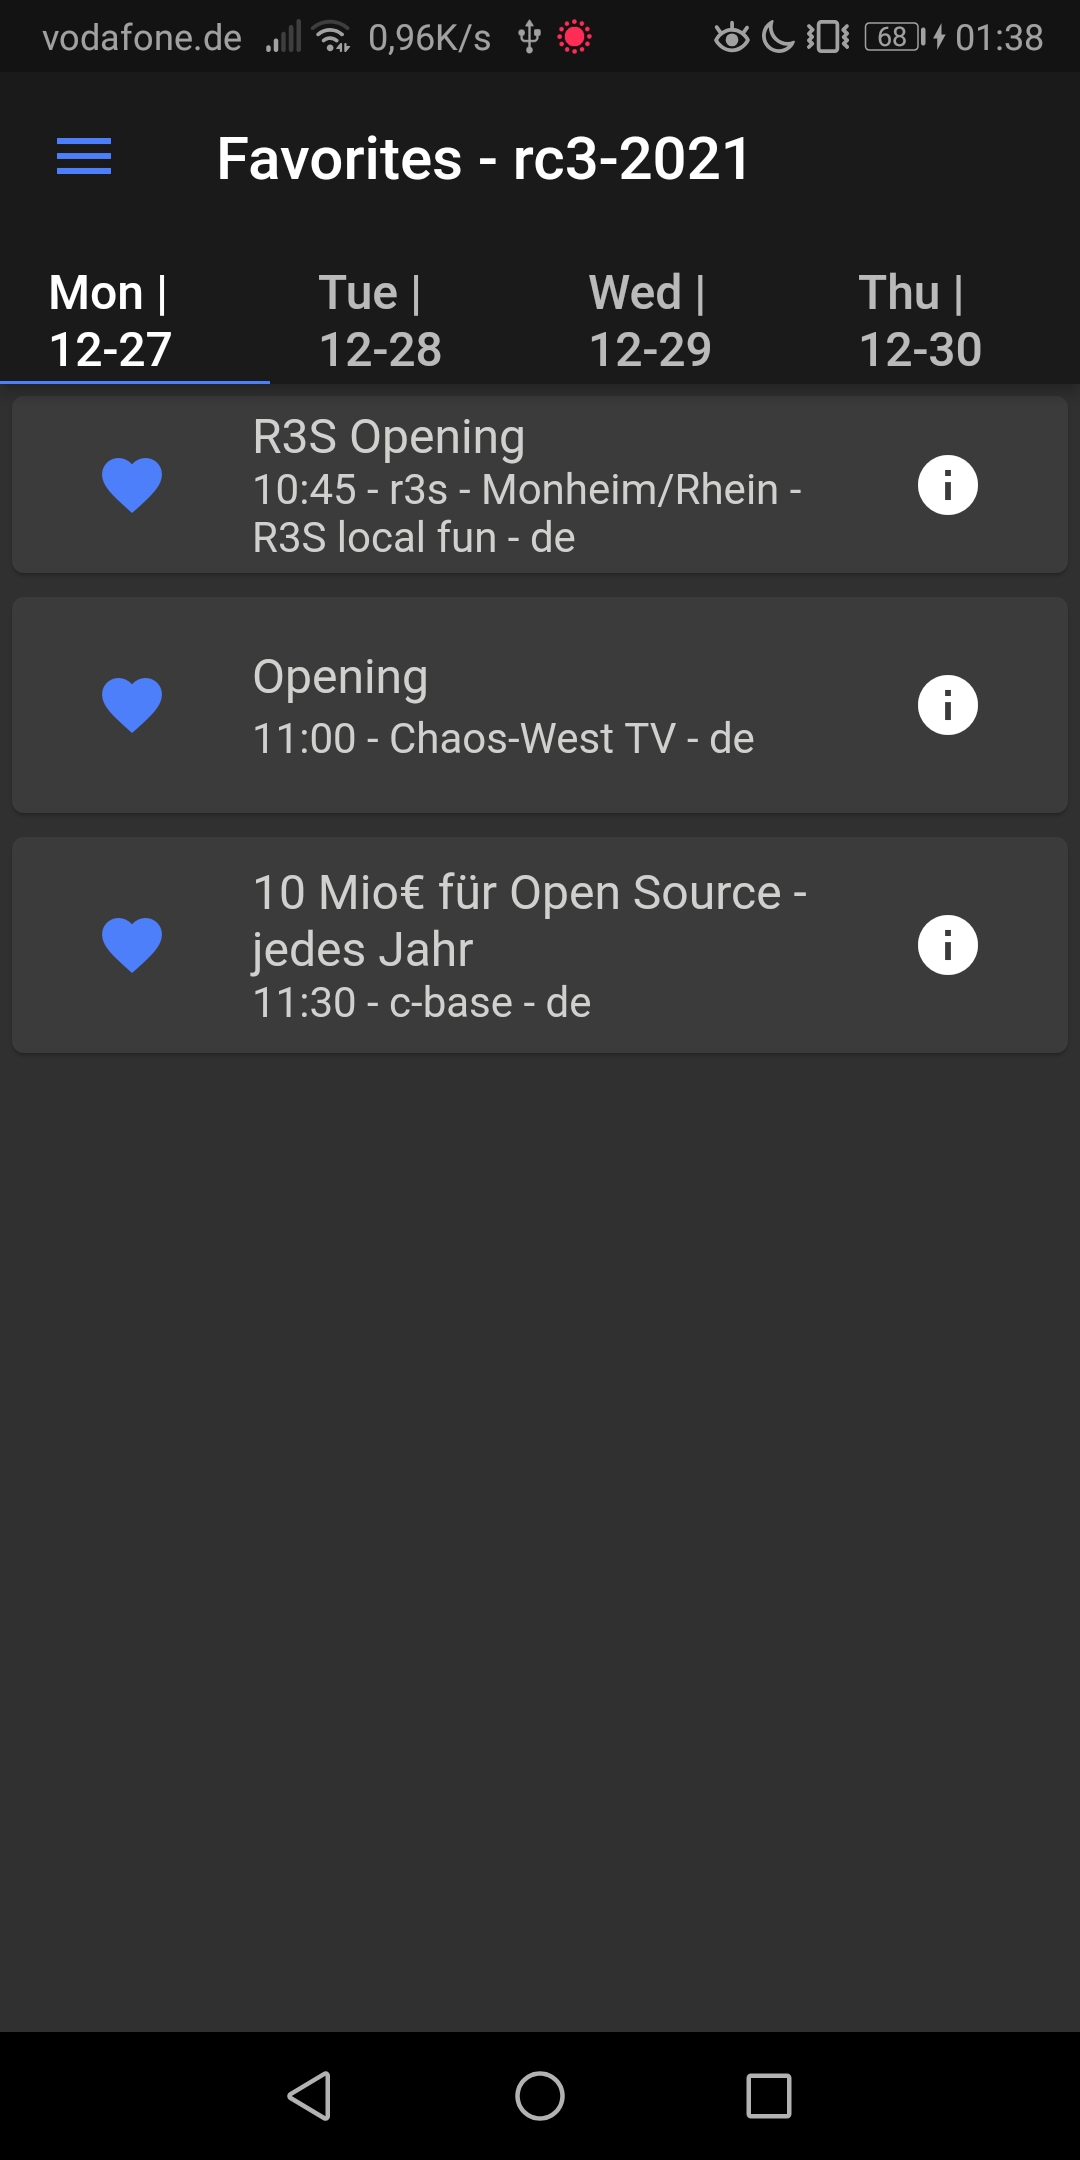 vodafone.de 0,96K/s 68 01:38
Favorites - rc3-2021
Mon | Tue | Wed | Thu |
12-27 12-28 12-29 12-30
R3S Opening
10:45 - r3s - Monheim/Rhein -
R3S local fun - de
Opening
11:00 - Chaos-West TV - de
10 Mio€ für Open Source -
jedes Jahr
11:30 - c-base - de